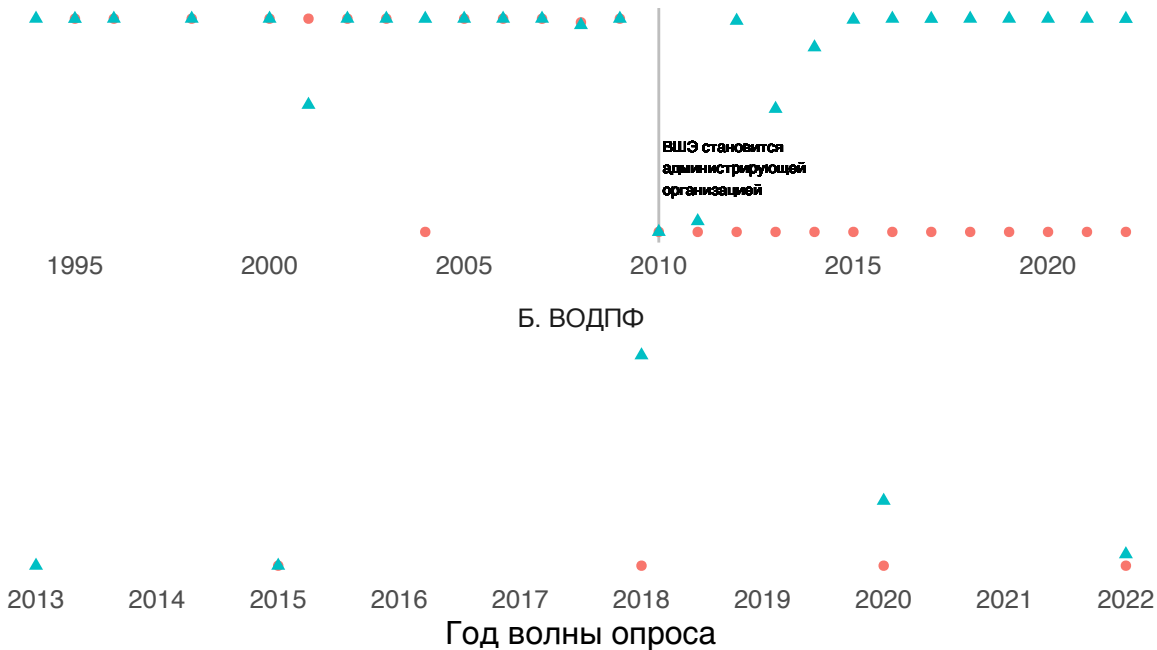 ВШЭ становится
администрирующей
организацией
1995 2000 2005 2010 2015 2020
Б. ВОДПФ
2013 2014 2015 2016 2017 2018 2019 2020 2021 2022
Год волны опроса